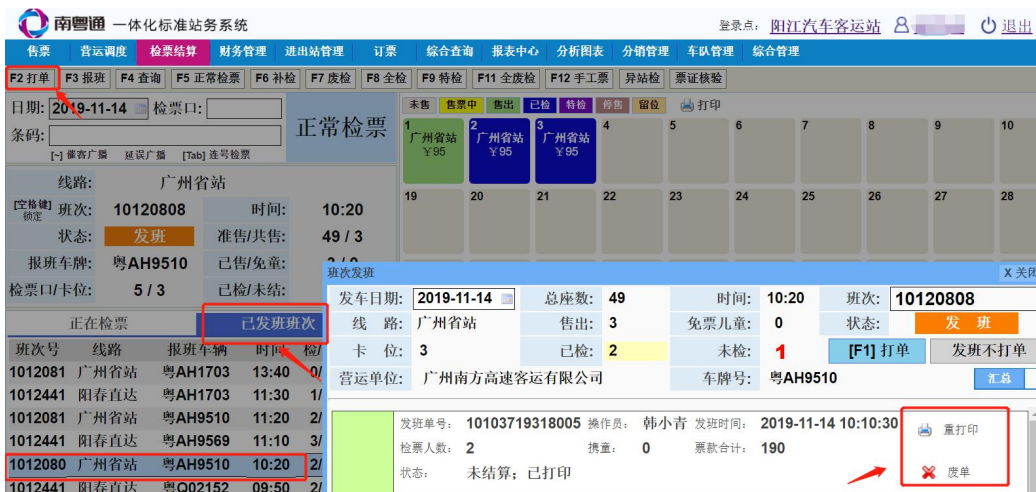 南粤通 一体化标准站务系统 登录点: 阳江汽车客运站 退出
售票 营运调度 检票结算 财务管理 进出站管理 订票 综合查询 报表中心 分析图表 分销管理 车队管理 综合管理
F2 打单 F3 报班 F4 查询 F5 正常检票 F6 补检 F7 废检 F8 全检 F9 特检 F11 全废检 F12 手工票 异站检 票证核验
日期: 2019-11-14 检票口:
条码:
正常检票
[~] 催客广播 延误广播 [Tab] 连号检票
线路: 广州省站
[空格键] 锁定 班次: 10120808 时间: 10:20
状态: 发班 准售/共售: 49 / 3
报班车牌: 粤AH9510 已售/免童:
检票口/卡位: 5 / 3 已检/未结:
正在检票 已发班班次
班次号 线路 报班车辆 时间
1012081 广州省站 粤AH1703 13:40 0/
1012441 阳春直达 粤AH1703 11:30 1/
1012081 广州省站 粤AH9510 11:20 2/
1012441 阳春直达 粤AH9569 11:10 3/
1012080 广州省站 粤AH9510 10:20 2/
1012441 阳春直达 粤Q02152 09:50 2/
未售 售票中 售出 已检 特检 停售 留位 打印
1 2 3 4 5 6 7 8 9 10
广州省站 广州省站 广州省站
¥95 ¥95 ¥95
19 20 21 22 23 24 25 26 27 28
班次发班 X 关闭
发车日期: 2019-11-14 总座数: 49 时间: 10:20 班次: 10120808
线 路: 广州省站 售出: 3 免票儿童: 0 状态: 发 班
卡 位: 3 已检: 2 未检: 1 [F1] 打单 发班不打单
营运单位: 广州南方高速客运有限公司 车牌号: 粤AH9510 汇总
发班单号: 10103719318005 操作员: 韩小青 发班时间: 2019-11-14 10:10:30 重打印
检票人数: 2 携童: 0 票款合计: 190
状态: 未结算; 已打印 废单